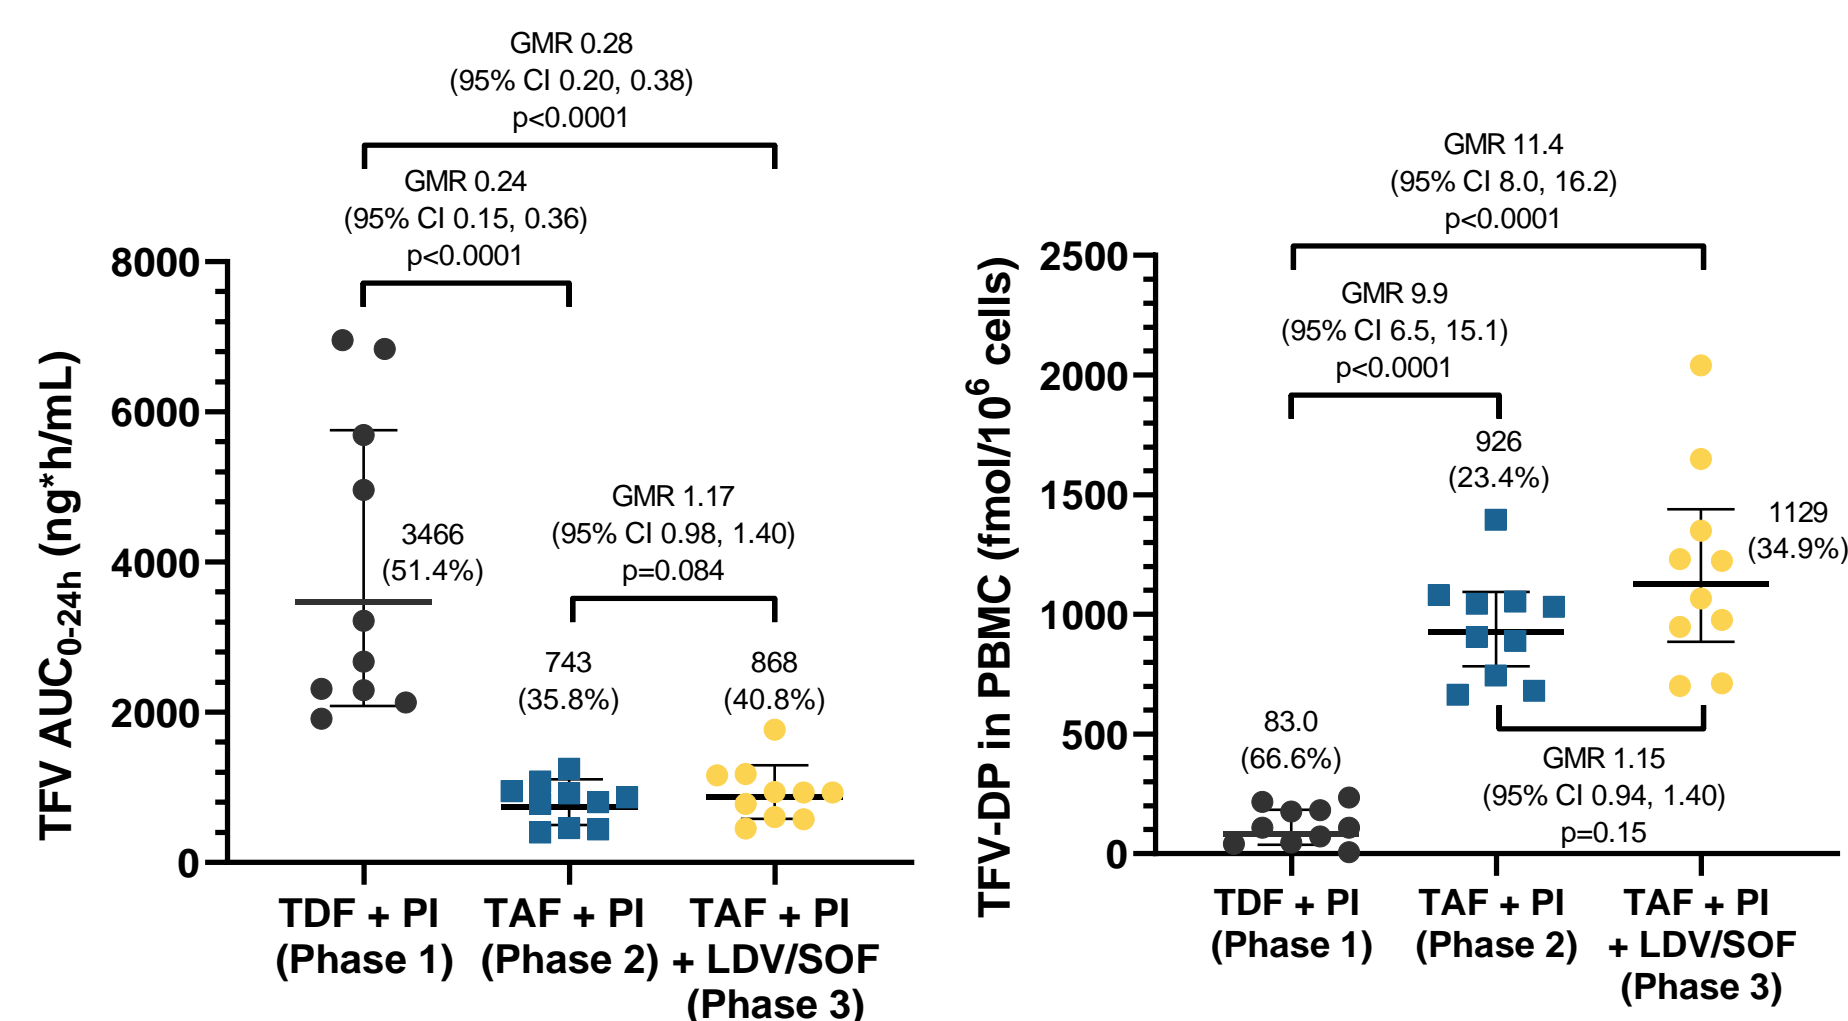 GMR 0.28
(95% CI 0.20, 0.38)
p<0.0001
GMR 0.24
(95% CI 0.15, 0.36)
p<0.0001
8000
6000
4000
2000
0
TFV AUC0-24h (ng*h/mL)
3466
(51.4%)
GMR 1.17
(95% CI 0.98, 1.40)
p=0.084
743
(35.8%)
868
(40.8%)
TDF + PI
(Phase 1)
TAF + PI
(Phase 2)
TAF + PI
+ LDV/SOF
(Phase 3)
GMR 11.4
(95% CI 8.0, 16.2)
p<0.0001
GMR 9.9
(95% CI 6.5, 15.1)
p<0.0001
2500
2000
1500
1000
500
0
TFV-DP in PBMC (fmol/10⁶ cells)
926
(23.4%)
1129
(34.9%)
83.0
(66.6%)
GMR 1.15
(95% CI 0.94, 1.40)
p=0.15
TDF + PI
(Phase 1)
TAF + PI
(Phase 2)
TAF + PI
+ LDV/SOF
(Phase 3)